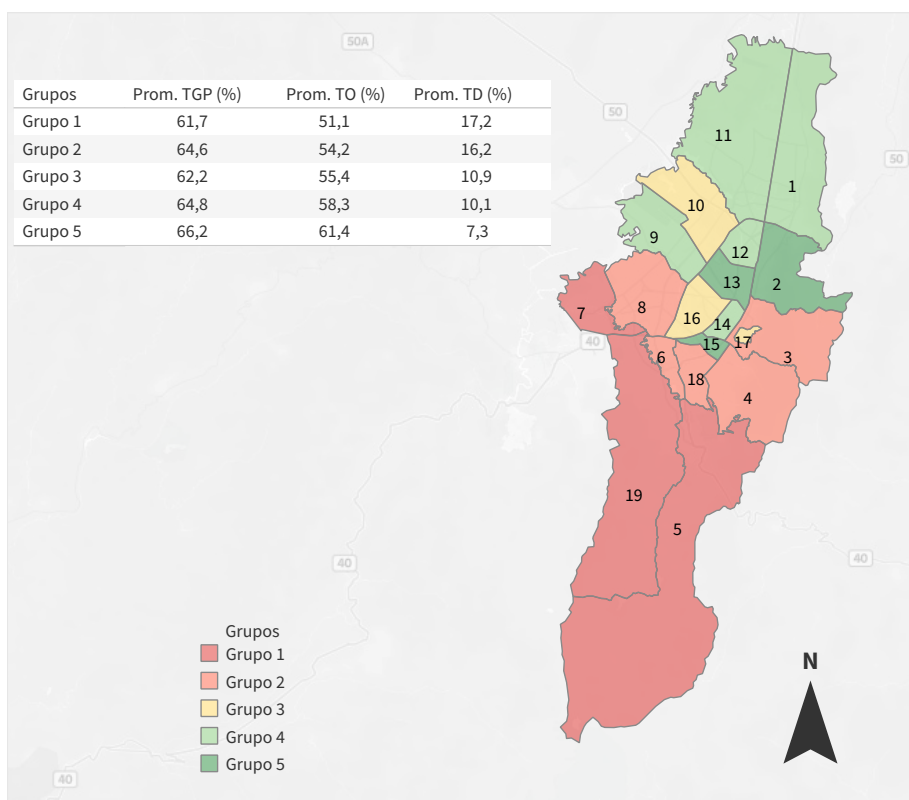 50A
Grupos Prom. TGP (%) Prom. TO (%) Prom. TD (%)
Grupo 1 61,7 51,1 17,2
Grupo 2 64,6 54,2 16,2
Grupo 3 62,2 55,4 10,9
Grupo 4 64,8 58,3 10,1
Grupo 5 66,2 61,4 7,3
50
11
50
1
10
9
12
13
2
7
8
16
14
40
15
17
6
3
18
4
19
5
40
40
Grupos
Grupo 1
Grupo 2
Grupo 3
Grupo 4
Grupo 5
N
40